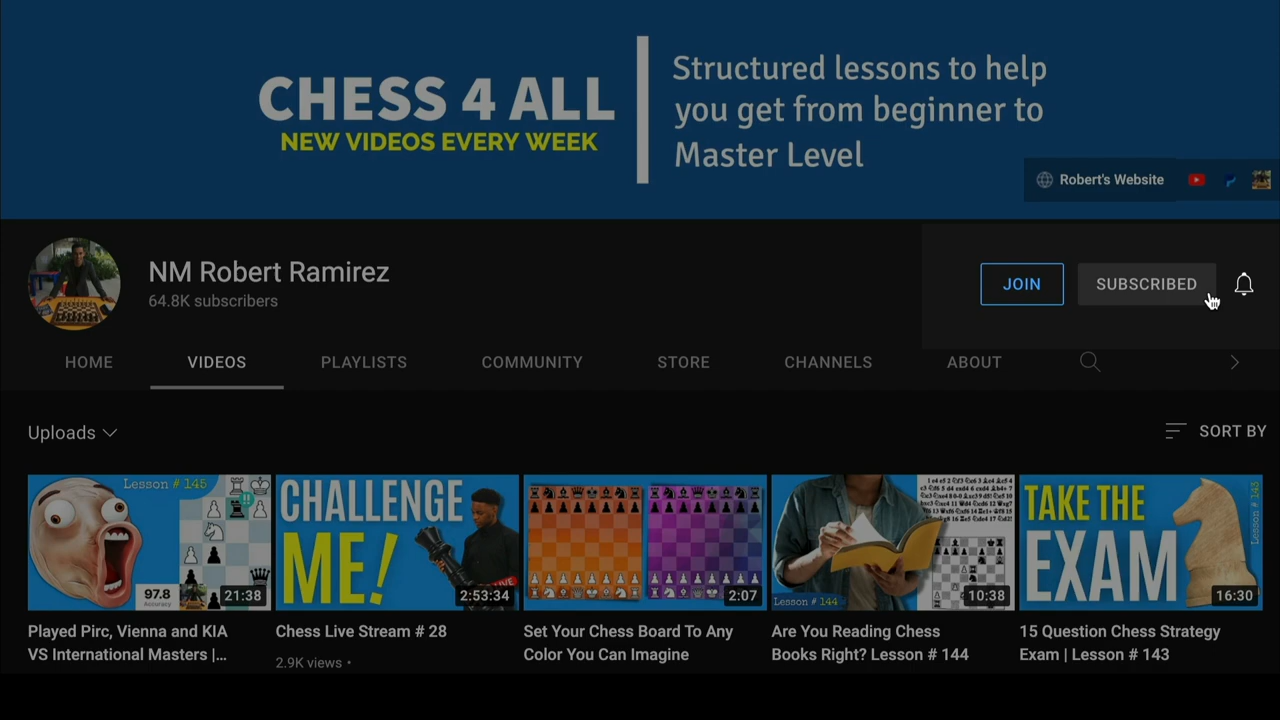 CHESS 4 ALL
NEW VIDEOS EVERY WEEK
Structured lessons to help
you get from beginner to
Master Level
Robert's Website
NM Robert Ramirez
64.8K subscribers
JOIN
SUBSCRIBED
HOME
VIDEOS
PLAYLISTS
COMMUNITY
STORE
CHANNELS
ABOUT
Uploads
SORT BY
Lesson # 145
97.8
Accuracy
21:38
Played Pirc, Vienna and KIA
VS International Masters |...
CHALLENGE
ME!
LIVE
2:53:34
Chess Live Stream # 28
2.9K views •
2:07
Set Your Chess Board To Any
Color You Can Imagine
Lesson # 144
10:38
Are You Reading Chess
Books Right? Lesson # 144
TAKE THE
EXAM
Lesson # 143
16:30
15 Question Chess Strategy
Exam | Lesson # 143